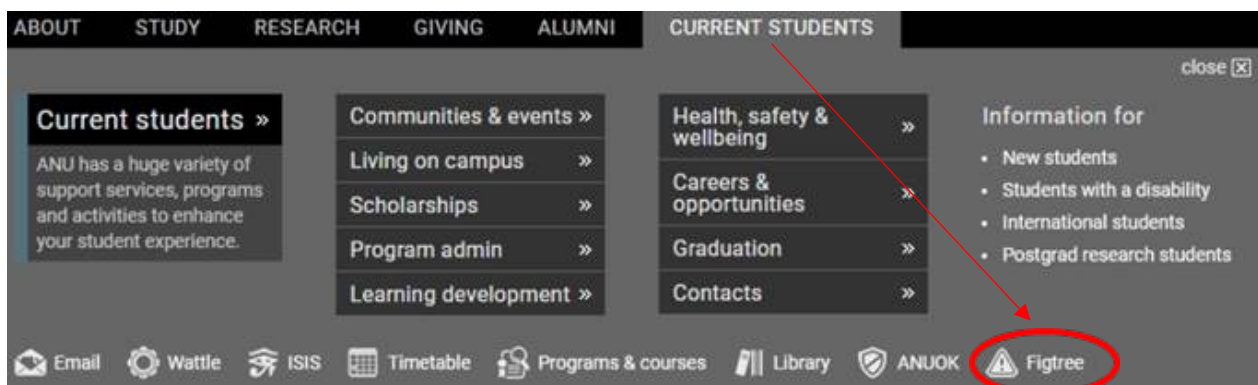 ABOUT STUDY RESEARCH GIVING ALUMNI CURRENT STUDENTS
close
Current students »
ANU has a huge variety of
support services, programs
and activities to enhance
your student experience.
Communities & events »
Living on campus »
Scholarships »
Program admin »
Learning development »
Health, safety &
wellbeing »
Careers &
opportunities »
Graduation »
Contacts »
Information for
• New students
• Students with a disability
• International students
• Postgrad research students
Email Wattle ISIS Timetable Programs & courses Library ANUOK Figtree